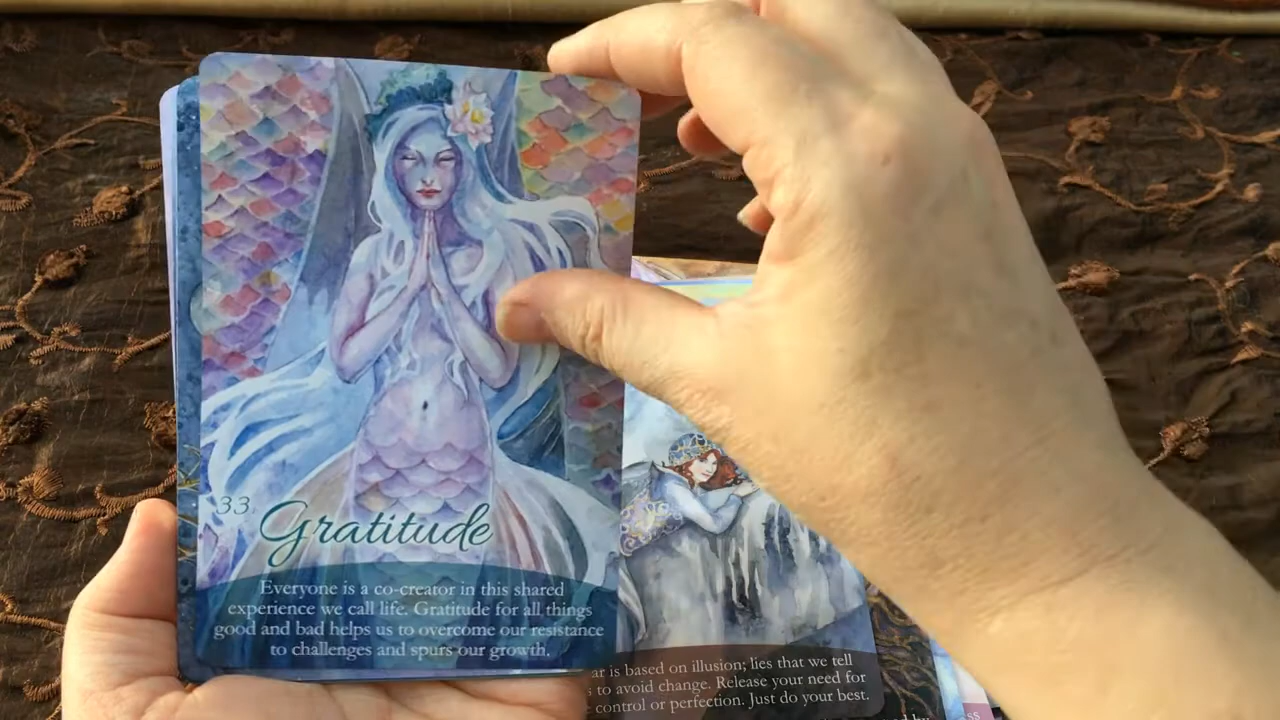 33.
Gratitude
Everyone is a co-creator in this shared
experience we call life. Gratitude for all things
good and bad helps us to overcome our resistance
to challenges and spurs our growth.
is based on illusion; lies that we tell
to avoid change. Release your need for
control or perfection. Just do your best.
by